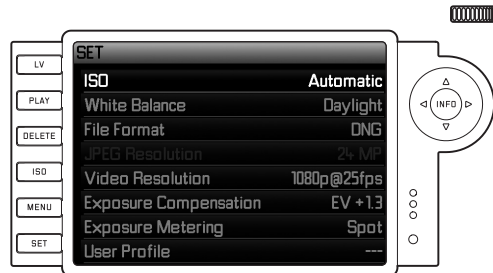 LV
PLAY
DELETE
ISO
MENU
SET
SET
ISO Automatic
White Balance Daylight
File Format DNG
JPEG Resolution 24 MP
Video Resolution 1080p@25fps
Exposure Compensation EV +1.3
Exposure Metering Spot
User Profile ---
INFO